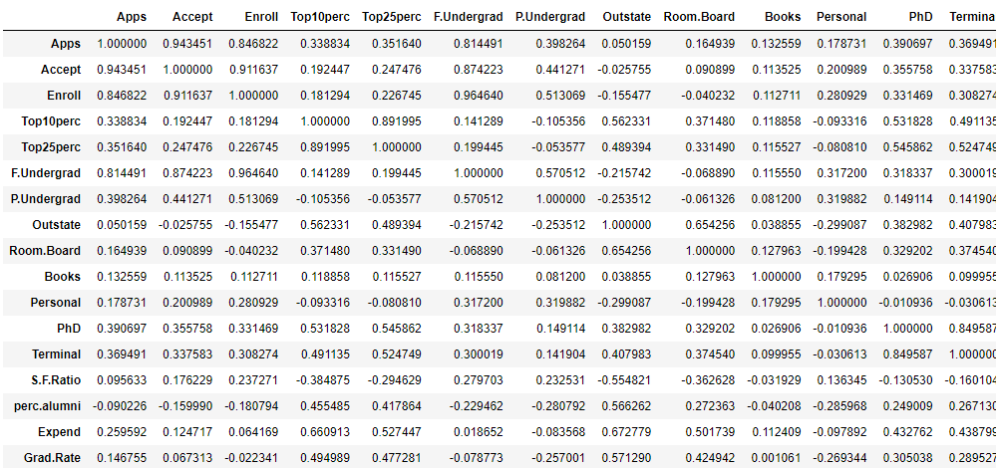 Apps Accept Enroll Top10perc Top25perc F.Undergrad P.Undergrad Outstate Room.Board Books Personal PhD Termina
Apps 1.000000 0.943451 0.846822 0.338834 0.351640 0.814491 0.398264 0.050159 0.164939 0.132559 0.178731 0.390697 0.369491
Accept 0.943451 1.000000 0.911637 0.192447 0.247476 0.874223 0.441271 -0.025755 0.090899 0.113525 0.200989 0.355758 0.337583
Enroll 0.846822 0.911637 1.000000 0.181294 0.226745 0.964640 0.513069 -0.155477 -0.040232 0.112711 0.280929 0.331469 0.308274
Top10perc 0.338834 0.192447 0.181294 1.000000 0.891995 0.141289 -0.105356 0.562331 0.371480 0.118858 -0.093316 0.531828 0.491135
Top25perc 0.351640 0.247476 0.226745 0.891995 1.000000 0.199445 -0.053577 0.489394 0.331490 0.115527 -0.080810 0.545862 0.524749
F.Undergrad 0.814491 0.874223 0.964640 0.141289 0.199445 1.000000 0.570512 -0.215742 -0.068890 0.115550 0.317200 0.318337 0.300019
P.Undergrad 0.398264 0.441271 0.513069 -0.105356 -0.053577 0.570512 1.000000 -0.253512 -0.061326 0.081200 0.319882 0.149114 0.141904
Outstate 0.050159 -0.025755 -0.155477 0.562331 0.489394 -0.215742 -0.253512 1.000000 0.654256 0.038855 -0.299087 0.382982 0.407983
Room.Board 0.164939 0.090899 -0.040232 0.371480 0.331490 -0.068890 -0.061326 0.654256 1.000000 0.127963 -0.199428 0.329202 0.374540
Books 0.132559 0.113525 0.112711 0.118858 0.115527 0.115550 0.081200 0.038855 0.127963 1.000000 0.179295 0.026906 0.099955
Personal 0.178731 0.200989 0.280929 -0.093316 -0.080810 0.317200 0.319882 -0.299087 -0.199428 0.179295 1.000000 -0.010936 -0.030613
PhD 0.390697 0.355758 0.331469 0.531828 0.545862 0.318337 0.149114 0.382982 0.329202 0.026906 -0.010936 1.000000 0.849587
Terminal 0.369491 0.337583 0.308274 0.491135 0.524749 0.300019 0.141904 0.407983 0.374540 0.099955 -0.030613 0.849587 1.000000
S.F.Ratio 0.095633 0.176229 0.237271 -0.384875 -0.294629 0.279703 0.232531 -0.554821 -0.362628 -0.031929 0.136345 -0.130530 -0.160104
perc.alumni -0.090226 -0.159990 -0.180794 0.455485 0.417864 -0.229462 -0.280792 0.566262 0.272363 -0.040208 -0.285968 0.249009 0.267130
Expend 0.259592 0.124717 0.064169 0.660913 0.527447 0.018652 -0.083568 0.672779 0.501739 0.112409 -0.097892 0.432762 0.438799
Grad.Rate 0.146755 0.067313 -0.022341 0.494989 0.477281 -0.078773 -0.257001 0.571290 0.424942 0.001061 -0.269344 0.305038 0.289527